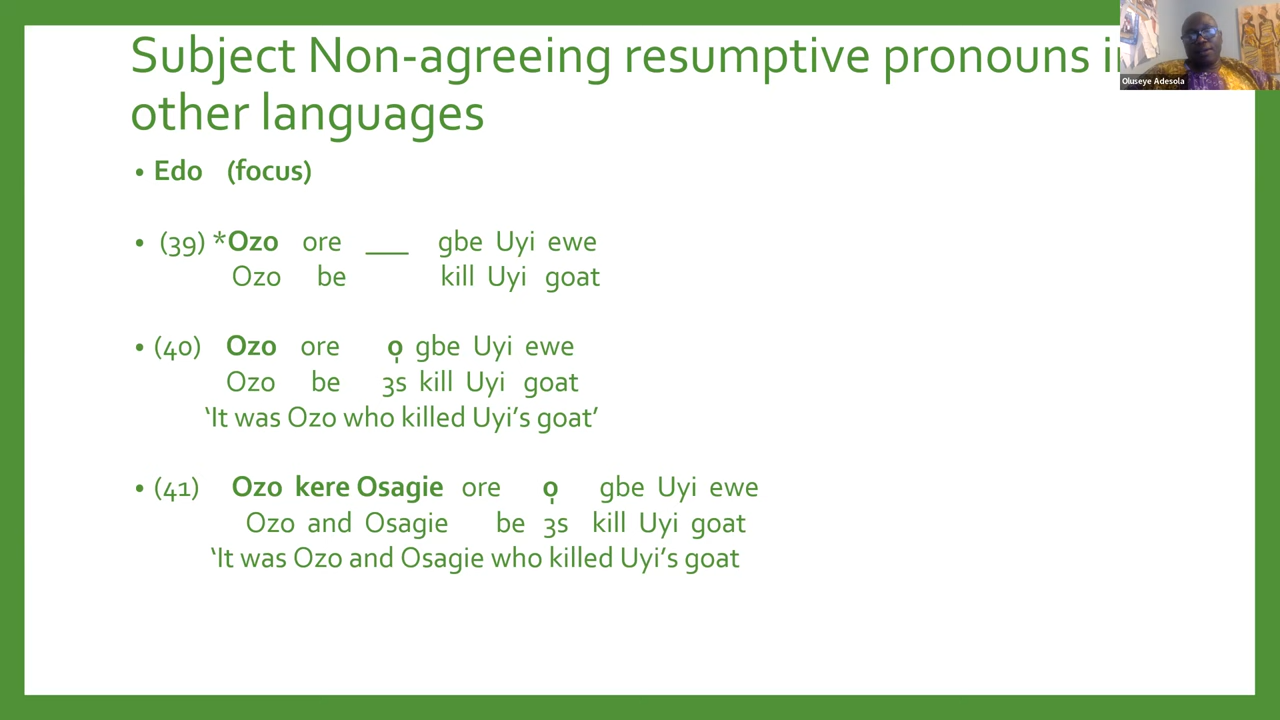 Subject Non-agreeing resumptive pronouns
other languages
Oluseye Adesola
• Edo (focus)
• (39) *Ozo ore ___ gbe Uyi ewe
Ozo be kill Uyi goat
• (40) Ozo ore ọ gbe Uyi ewe
Ozo be 3s kill Uyi goat
‘It was Ozo who killed Uyi’s goat’
• (41) Ozo kere Osagie ore ọ gbe Uyi ewe
Ozo and Osagie be 3s kill Uyi goat
‘It was Ozo and Osagie who killed Uyi’s goat